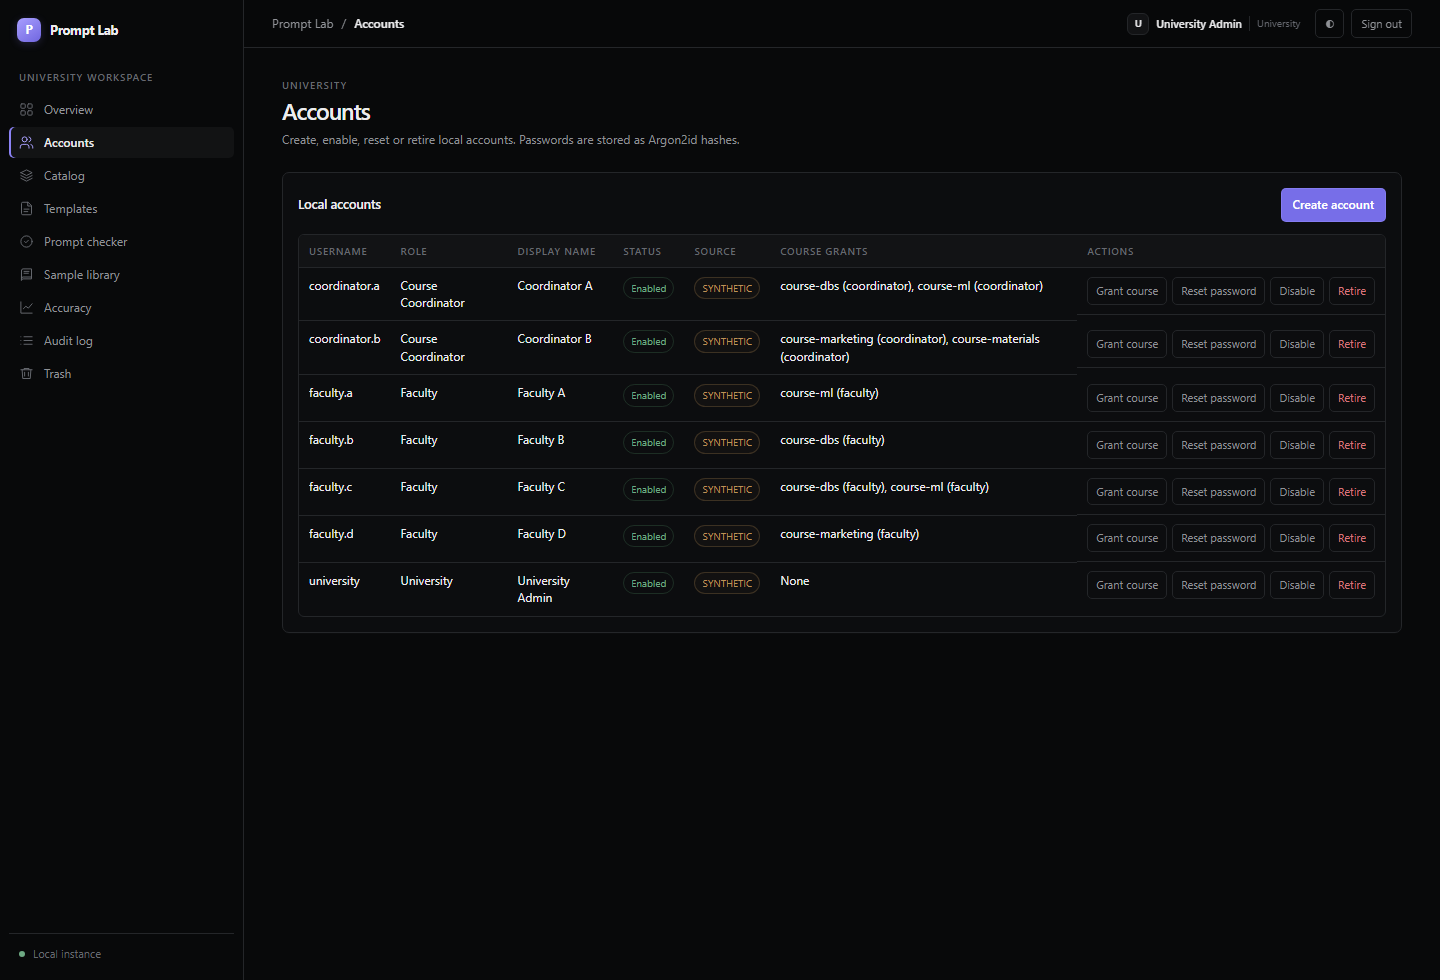 P Prompt Lab
Prompt Lab / Accounts
U University Admin University Sign out
UNIVERSITY WORKSPACE
Overview
Accounts
Catalog
Templates
Prompt checker
Sample library
Accuracy
Audit log
Trash
Local instance
UNIVERSITY
Accounts
Create, enable, reset or retire local accounts. Passwords are stored as Argon2id hashes.
Local accounts
Create account
USERNAME ROLE DISPLAY NAME STATUS SOURCE COURSE GRANTS ACTIONS
coordinator.a Course Coordinator Coordinator A Enabled SYNTHETIC course-dbs (coordinator), course-ml (coordinator) Grant course Reset password Disable Retire
coordinator.b Course Coordinator Coordinator B Enabled SYNTHETIC course-marketing (coordinator), course-materials (coordinator) Grant course Reset password Disable Retire
faculty.a Faculty Faculty A Enabled SYNTHETIC course-ml (faculty) Grant course Reset password Disable Retire
faculty.b Faculty Faculty B Enabled SYNTHETIC course-dbs (faculty) Grant course Reset password Disable Retire
faculty.c Faculty Faculty C Enabled SYNTHETIC course-dbs (faculty), course-ml (faculty) Grant course Reset password Disable Retire
faculty.d Faculty Faculty D Enabled SYNTHETIC course-marketing (faculty) Grant course Reset password Disable Retire
university University University Admin Enabled SYNTHETIC None Grant course Reset password Disable Retire